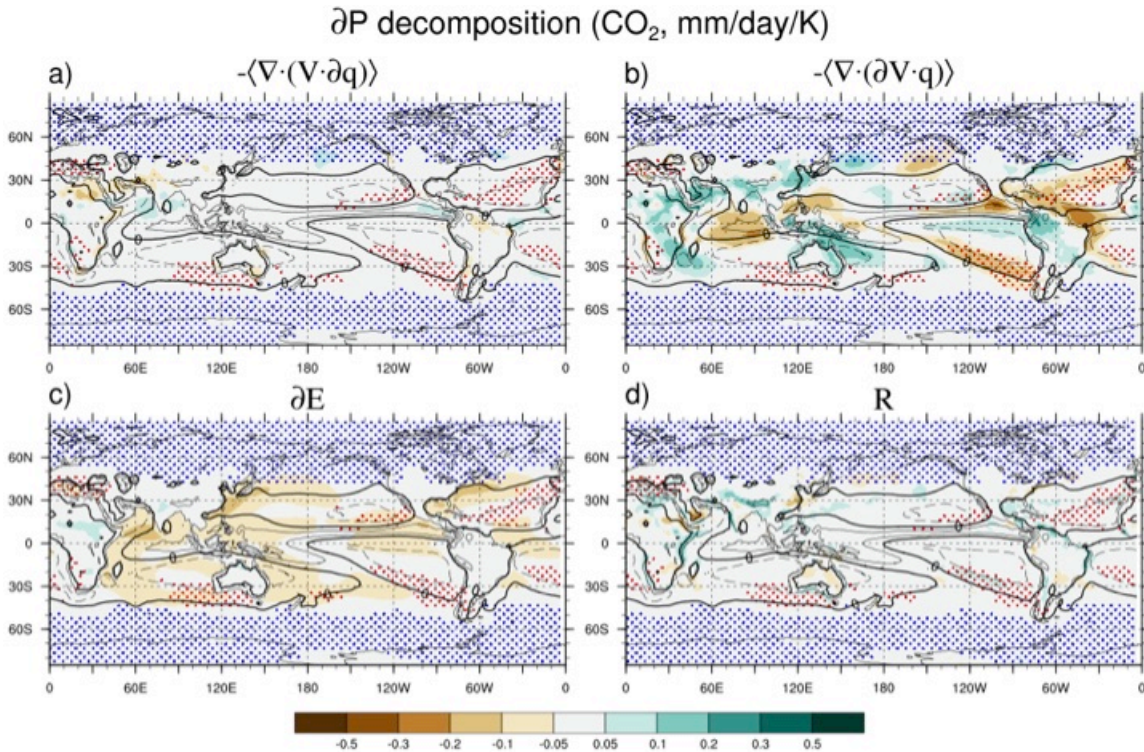 ∂P decomposition (CO₂, mm/day/K)
a) -⟨∇·(V·∂q)⟩
b) -⟨∇·(∂V·q)⟩
60N
30N
0
30S
60S
0 60E 120E 180 120W 60W 0
60N
30N
0
30S
60S
0 60E 120E 180 120W 60W 0
c) ∂E
d) R
60N
30N
0
30S
60S
0 60E 120E 180 120W 60W 0
60N
30N
0
30S
60S
0 60E 120E 180 120W 60W 0
-0.5 -0.3 -0.2 -0.1 -0.05 0.05 0.1 0.2 0.3 0.5